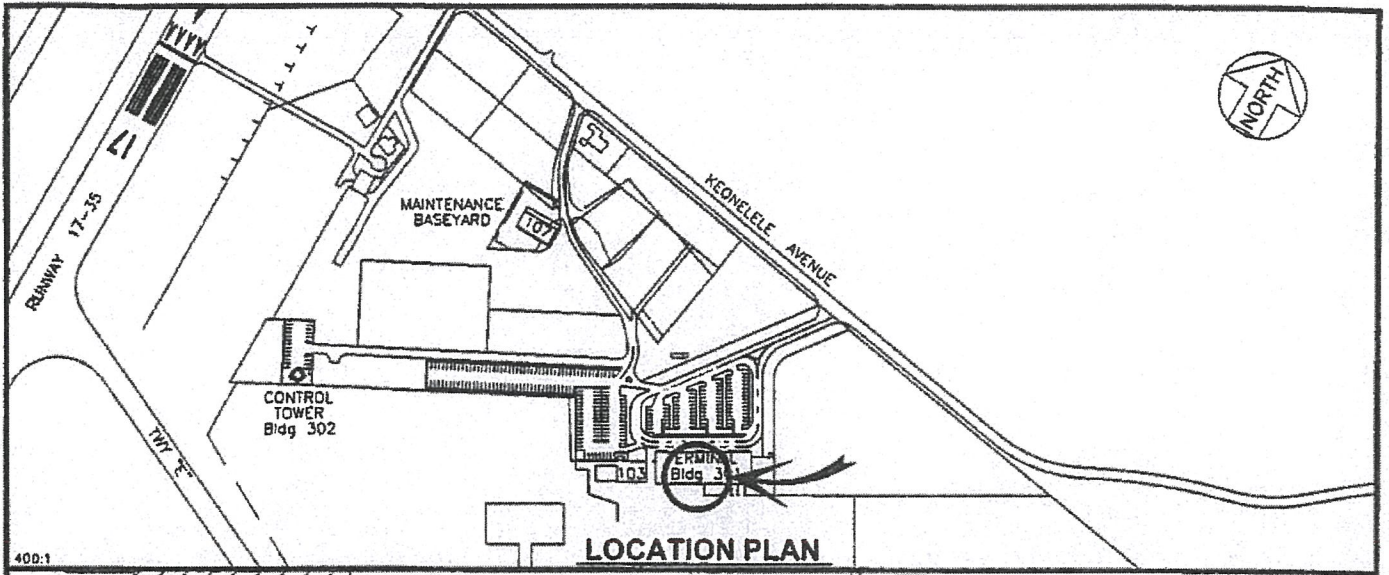 NORTH
17
RUNWAY 17-35
MAINTENANCE
BASEYARD
107
KEONELELE AVENUE
CONTROL
TOWER
Bldg 302
TWY
103
TERMINAL
Bldg
LOCATION PLAN
400:1